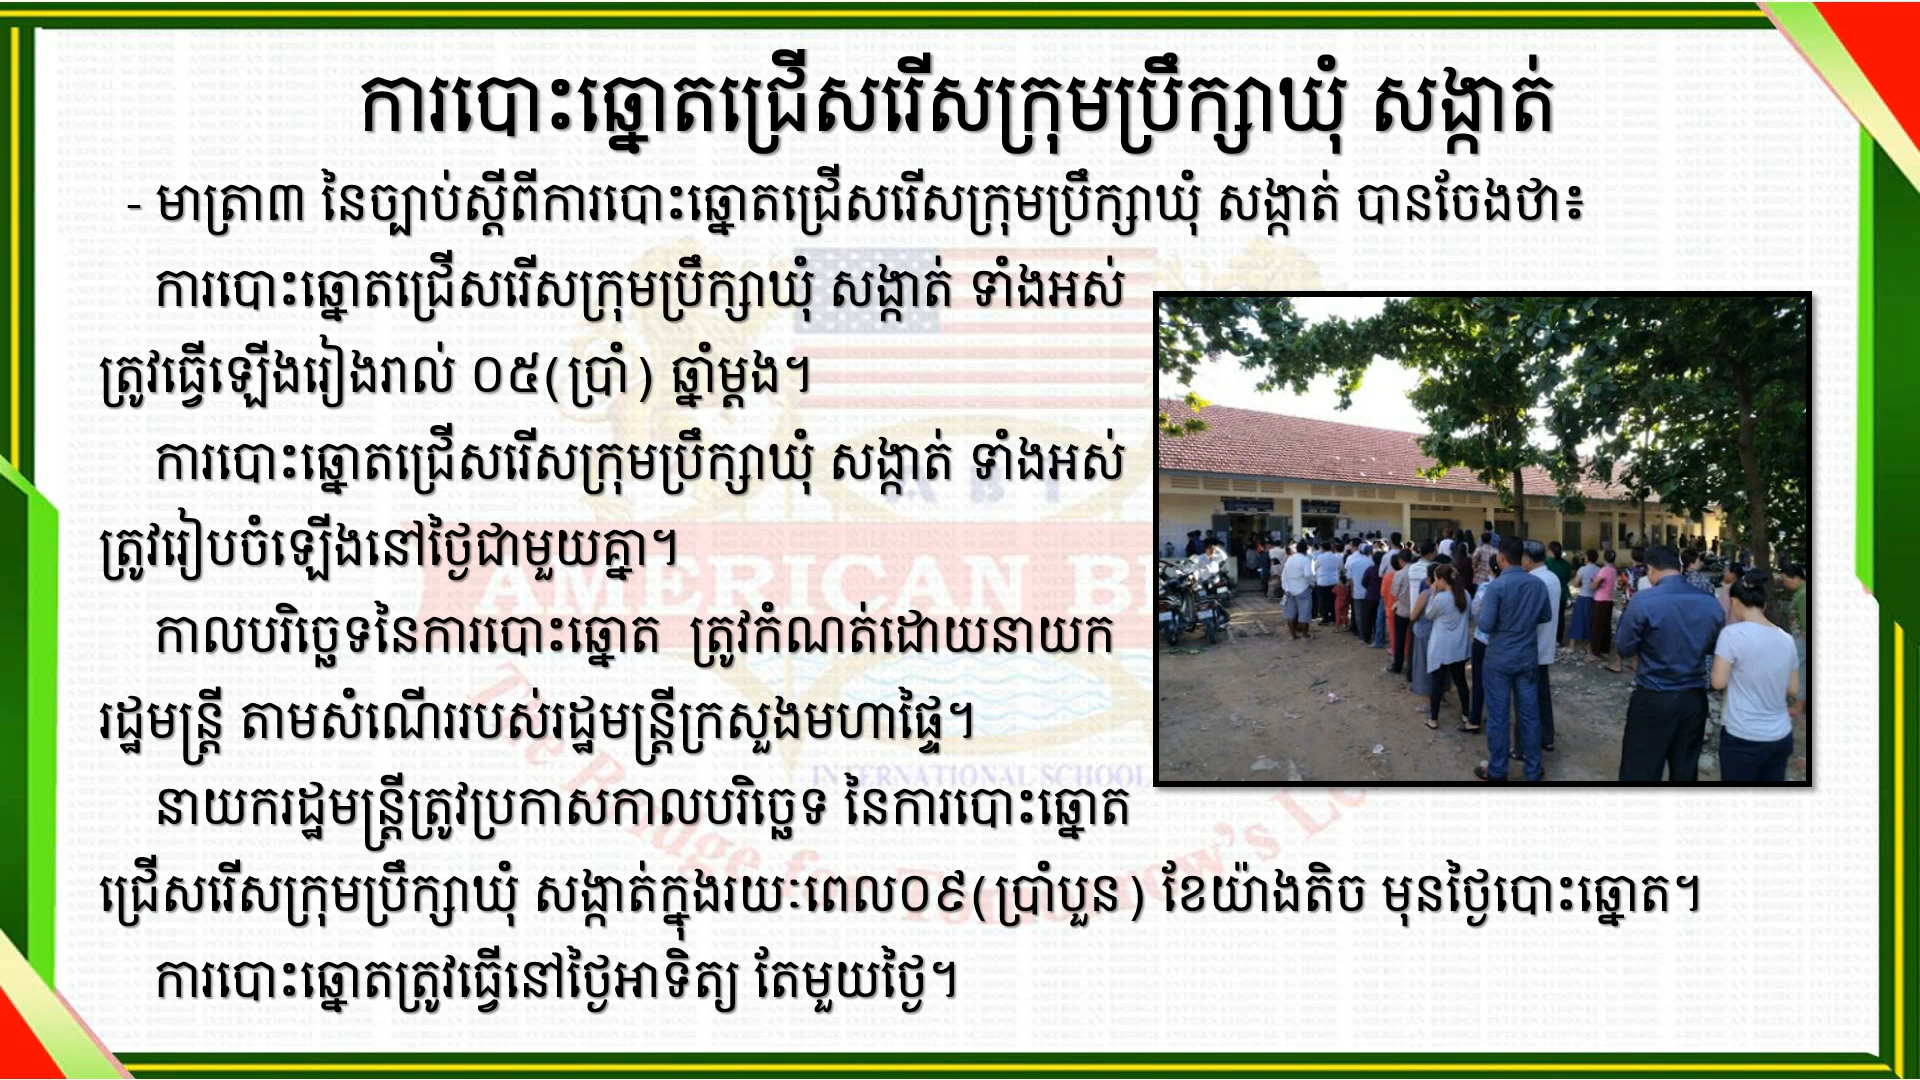 ការបោះឆ្នោតជ្រើសរើសក្រុមប្រឹក្សាឃុំ សង្កាត់
- មាត្រា៣ នៃច្បាប់ស្តីពីការបោះឆ្នោតជ្រើសរើសក្រុមប្រឹក្សាឃុំ សង្កាត់ បានចែងថា៖
ការបោះឆ្នោតជ្រើសរើសក្រុមប្រឹក្សាឃុំ សង្កាត់ ទាំងអស់
ត្រូវធ្វើឡើងរៀងរាល់ ០៥(ប្រាំ) ឆ្នាំម្តង។
ការបោះឆ្នោតជ្រើសរើសក្រុមប្រឹក្សាឃុំ សង្កាត់ ទាំងអស់
ត្រូវរៀបចំឡើងនៅថ្ងៃជាមួយគ្នា។
កាលបរិច្ឆេទនៃការបោះឆ្នោត ត្រូវកំណត់ដោយនាយក
រដ្ឋមន្ត្រី តាមសំណើររបស់រដ្ឋមន្ត្រីក្រសួងមហាផ្ទៃ។
នាយករដ្ឋមន្ត្រីត្រូវប្រកាសកាលបរិច្ឆេទ នៃការបោះឆ្នោត
ជ្រើសរើសក្រុមប្រឹក្សាឃុំ សង្កាត់ក្នុងរយៈពេល០៩(ប្រាំបួន) ខែយ៉ាងតិច មុនថ្ងៃបោះឆ្នោត។
ការបោះឆ្នោតត្រូវធ្វើនៅថ្ងៃអាទិត្យ តែមួយថ្ងៃ។